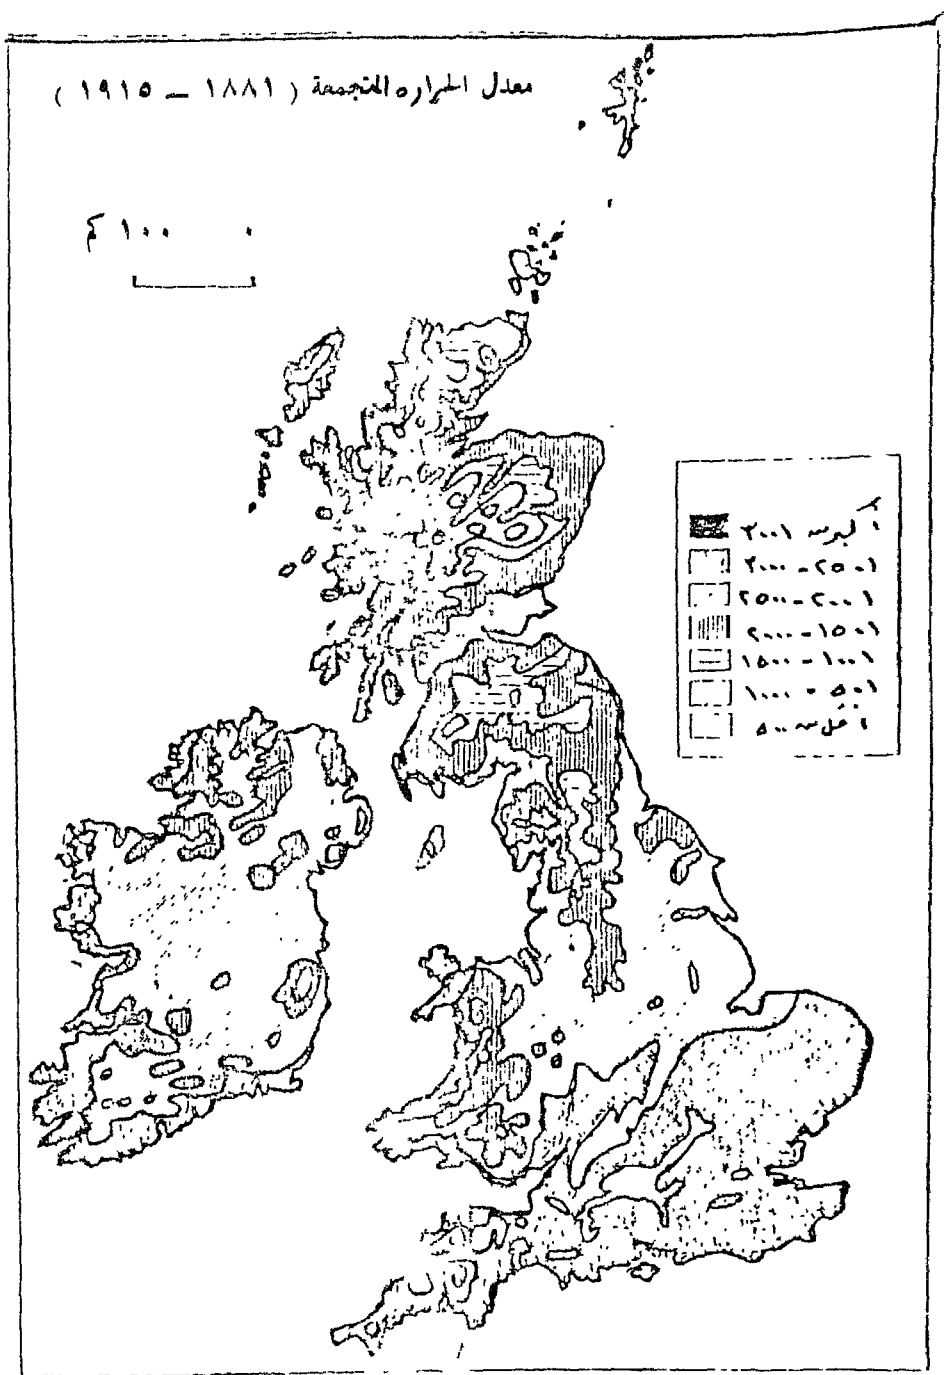 معدل الحراره المتجمعة ( ١٨٨١ – ١٩١٥ )
٠ ١٠٠ كم
أكبر من ٣٠٠١
٢٥٠١ - ٣٠٠٠
٢٠٠١ - ٢٥٠٠
١٥٠١ - ٢٠٠٠
١٠٠١ - ١٥٠٠
٥٠١ - ١٠٠٠
أقل من ٥٠٠